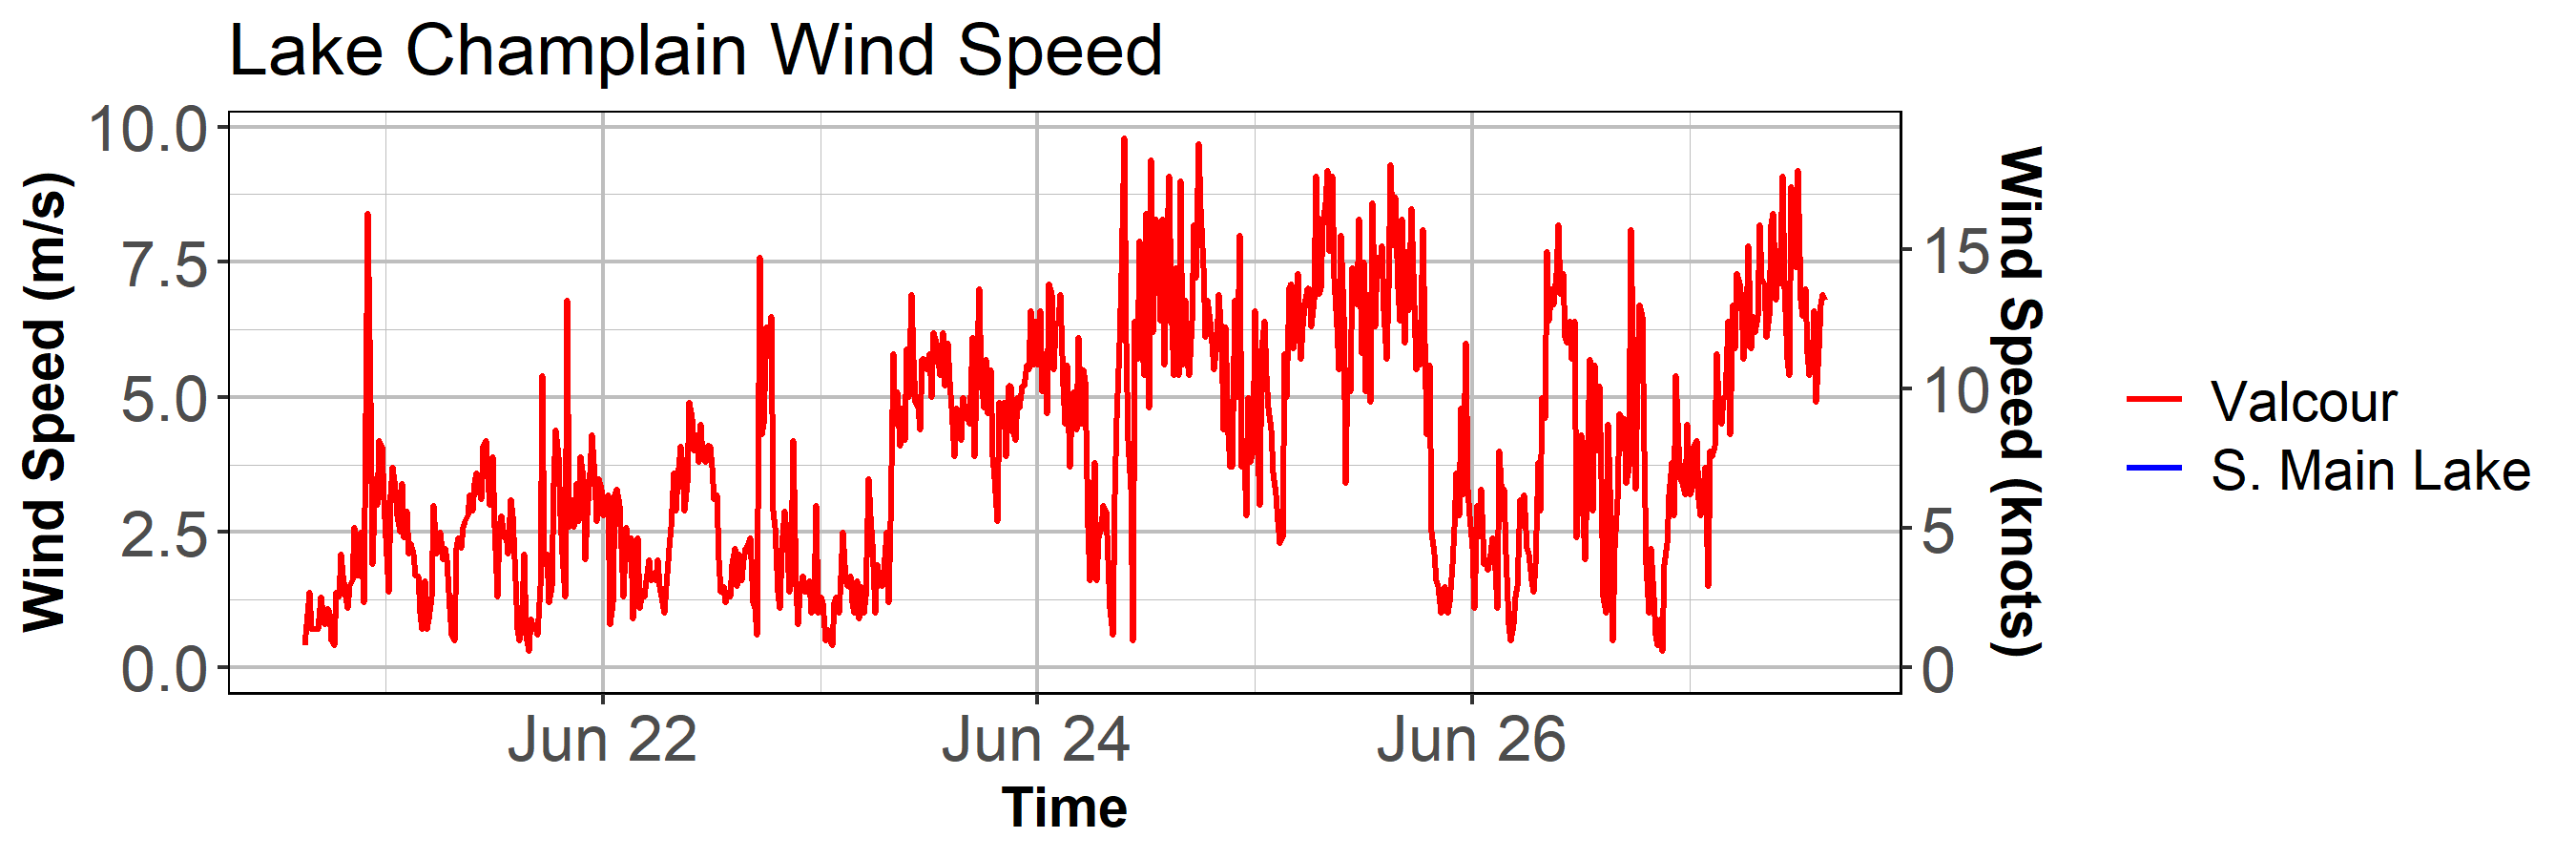 Lake Champlain Wind Speed
Wind Speed (m/s)
10.0
7.5
5.0
2.5
0.0
Jun 22
Jun 24
Jun 26
Time
15
10
5
0
Wind Speed (knots)
Valcour
S. Main Lake